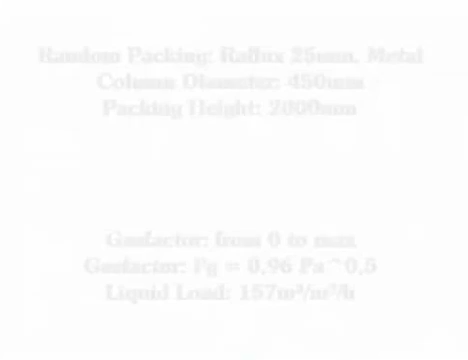 Random Packing: Ralux 25mm, Metal
Column Diameter: 450mm
Packing Height: 2000mm
Gasfactor: from 0 to max
Gasfactor: Fg = 0,96 Pa^0,5
Liquid Load: 157m³/m²/h